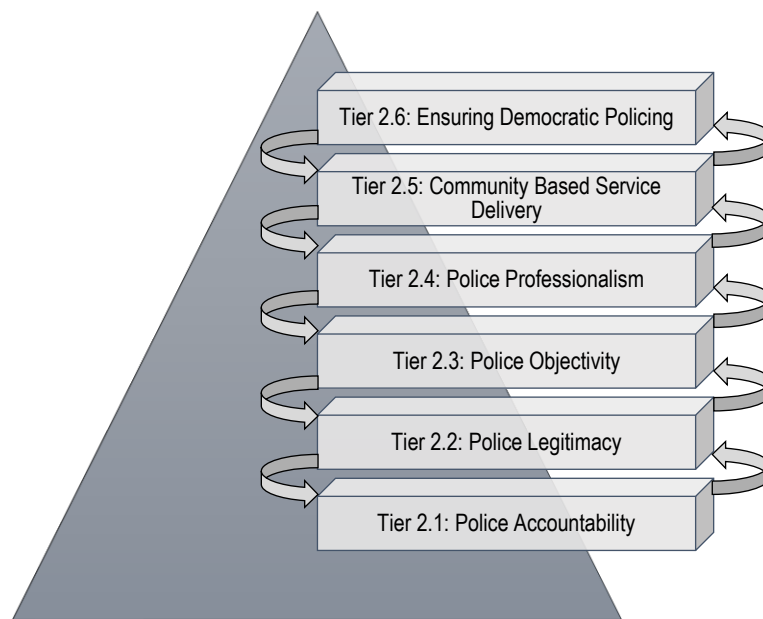 Tier 2.6: Ensuring Democratic Policing
Tier 2.5: Community Based Service
Delivery
Tier 2.4: Police Professionalism
Tier 2.3: Police Objectivity
Tier 2.2: Police Legitimacy
Tier 2.1: Police Accountability